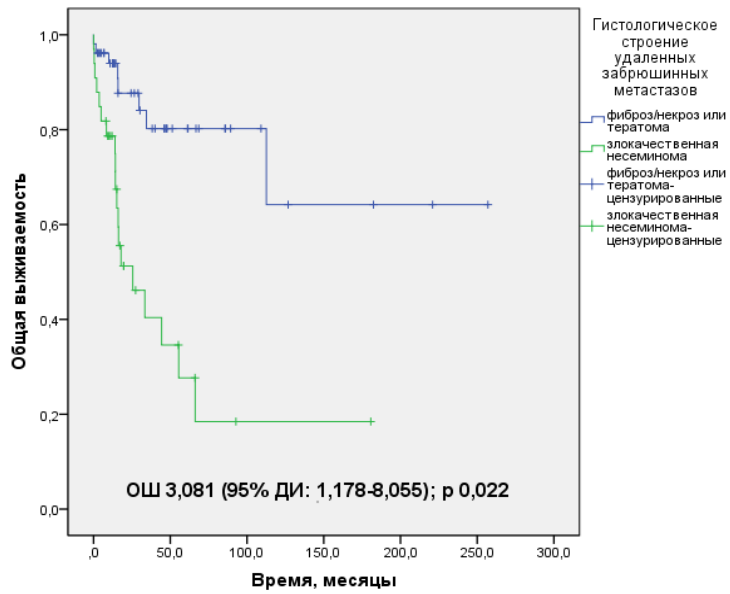 Общая выживаемость
1,0
0,8
0,6
0,4
0,2
0,0
ОШ 3,081 (95% ДИ: 1,178-8,055); р 0,022
,0
50,0
100,0
150,0
200,0
250,0
300,0
Время, месяцы
Гистологическое
строение
удаленных
забрюшинных
метастазов
фиброз/некроз или
тератома
злокачественная
несеминома
фиброз/некроз или
тератома-
цензурированные
злокачественная
несеминома-
цензурированные